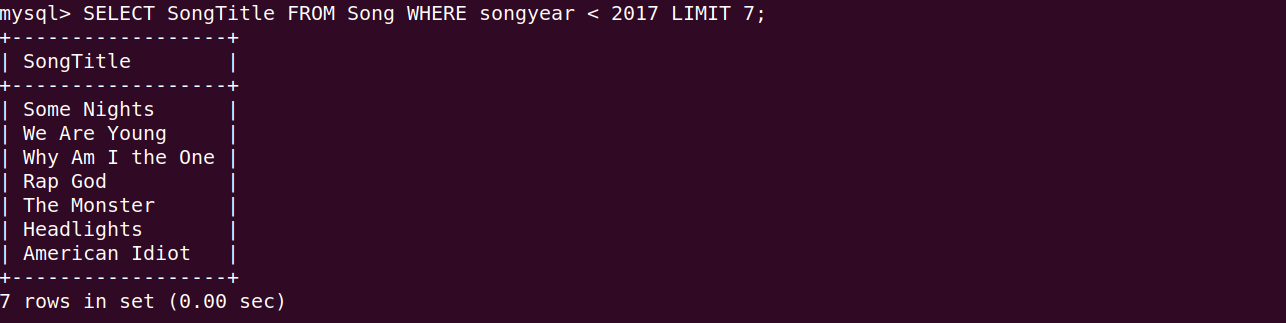 mysql> SELECT SongTitle FROM Song WHERE songyear < 2017 LIMIT 7;
+------------------+
| SongTitle        |
+------------------+
| Some Nights      |
| We Are Young     |
| Why Am I the One |
| Rap God          |
| The Monster      |
| Headlights       |
| American Idiot   |
+------------------+
7 rows in set (0.00 sec)